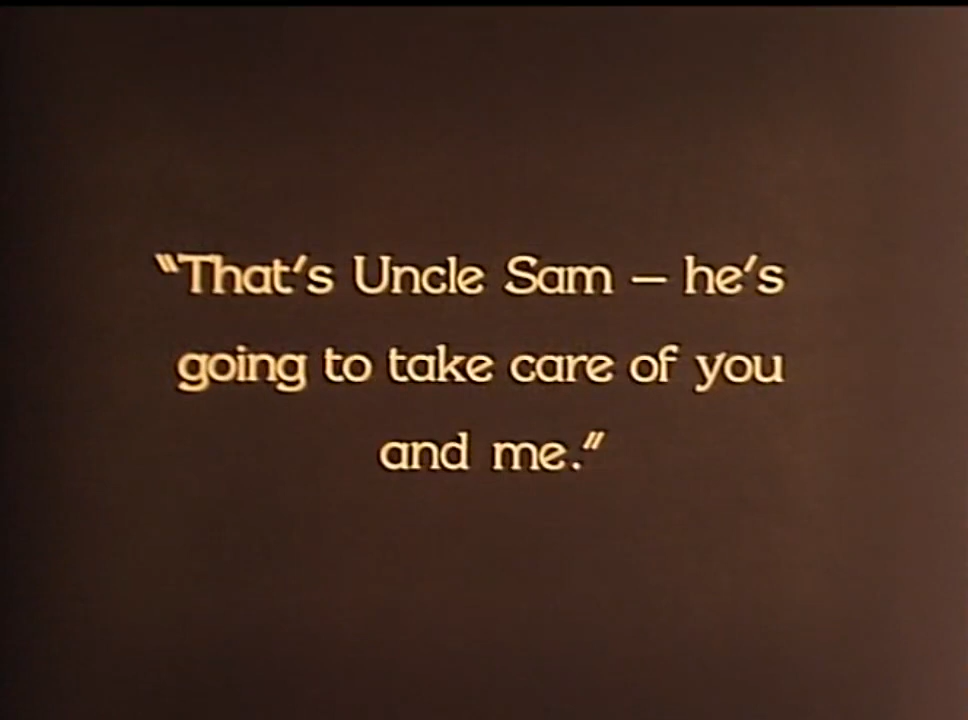 “That's Uncle Sam – he's
going to take care of you
and me.”